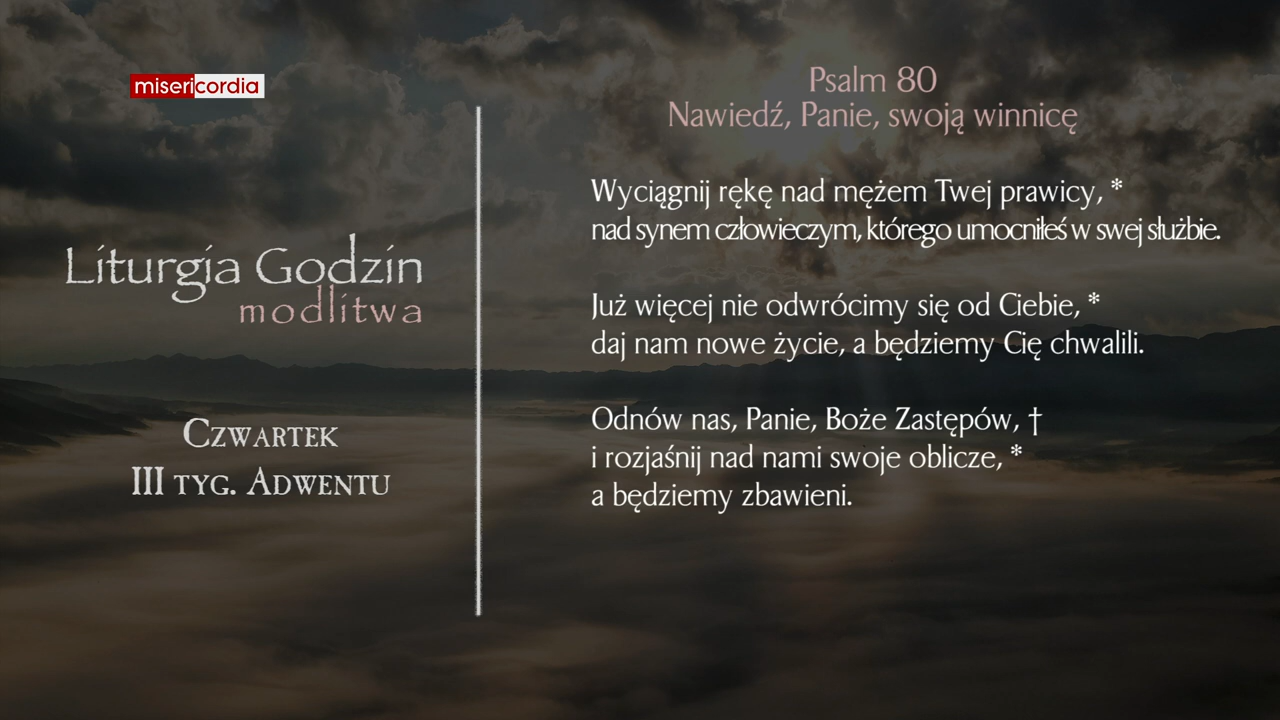 misericordia
Liturgia Godzin
modlitwa
Czwartek
III tyg. Adwentu
Psalm 80
Nawiedź, Panie, swoją winnicę
Wyciągnij rękę nad mężem Twej prawicy, *
nad synem człowieczym, którego umocniłeś w swej służbie.
Już więcej nie odwrócimy się od Ciebie, *
daj nam nowe życie, a będziemy Cię chwalili.
Odnów nas, Panie, Boże Zastępów, †
i rozjaśnij nad nami swoje oblicze, *
a będziemy zbawieni.